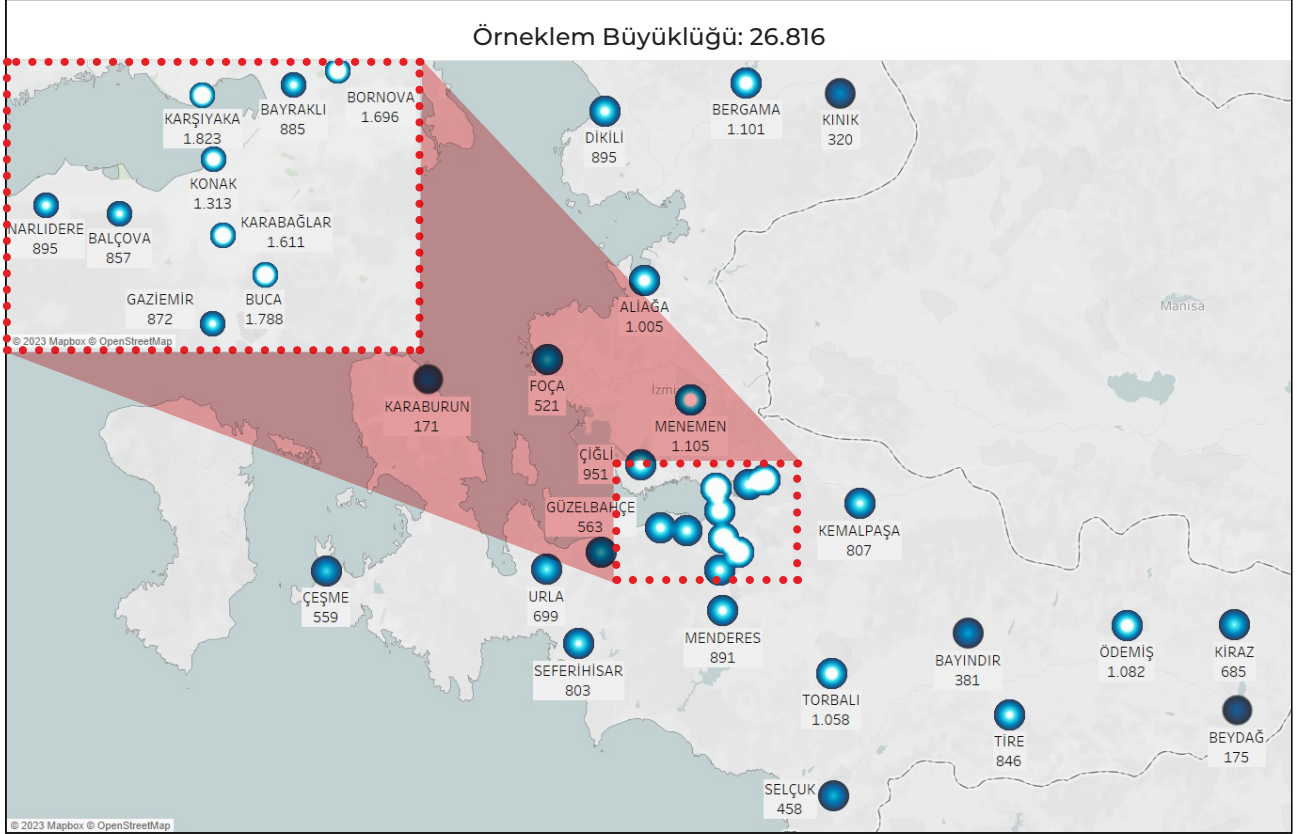 Örneklem Büyüklüğü: 26.816
KARŞIYAKA
1.823
BAYRAKLI
885
BORNOVA
1.696
KONAK
1.313
NARLIDERE
895
BALÇOVA
857
KARABAĞLAR
1.611
GAZİEMİR
872
BUCA
1.788
© 2023 Mapbox © OpenStreetMap
DİKİLİ
895
BERGAMA
1.101
KINIK
320
ALİAĞA
1.005
Manisa
KARABURUN
171
FOÇA
521
MENEMEN
1.105
ÇİĞLİ
951
GÜZELBAHÇE
563
KEMALPAŞA
807
ÇEŞME
559
URLA
699
MENDERES
891
SEFERİHİSAR
803
BAYINDIR
381
ÖDEMİŞ
1.082
KİRAZ
685
TORBALI
1.058
TİRE
846
BEYDAĞ
175
SELÇUK
458
© 2023 Mapbox © OpenStreetMap